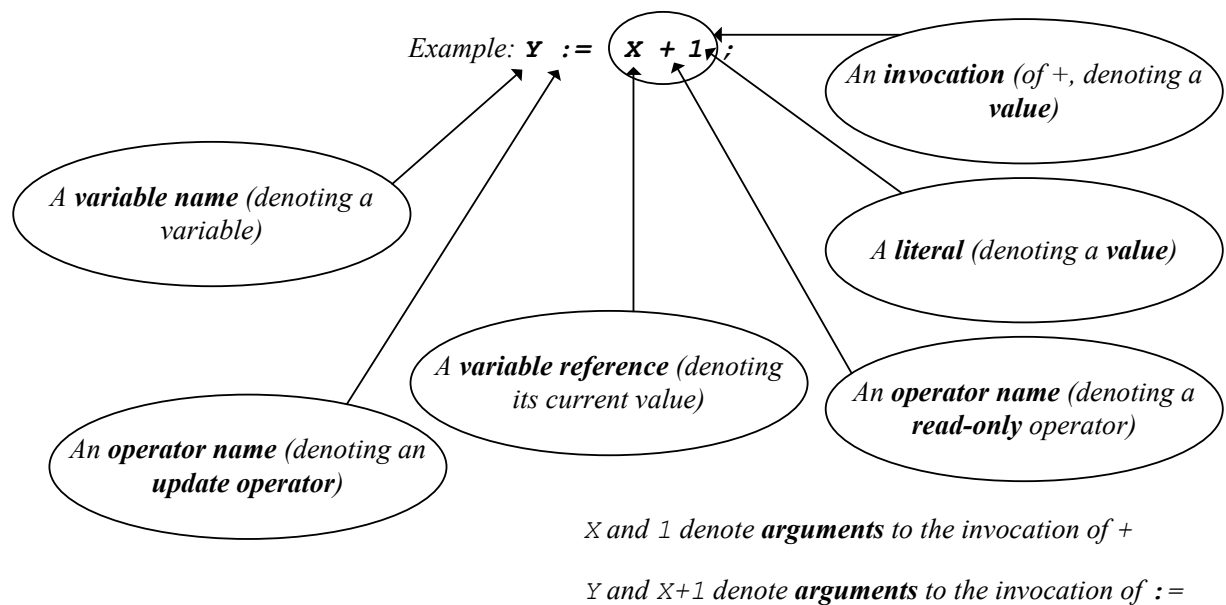 Example: Y := X + 1 ;
An invocation (of +, denoting a
value)
A variable name (denoting a
variable)
A literal (denoting a value)
A variable reference (denoting
its current value)
An operator name (denoting a
read-only operator)
An operator name (denoting an
update operator)
X and 1 denote arguments to the invocation of +
Y and X+1 denote arguments to the invocation of :=